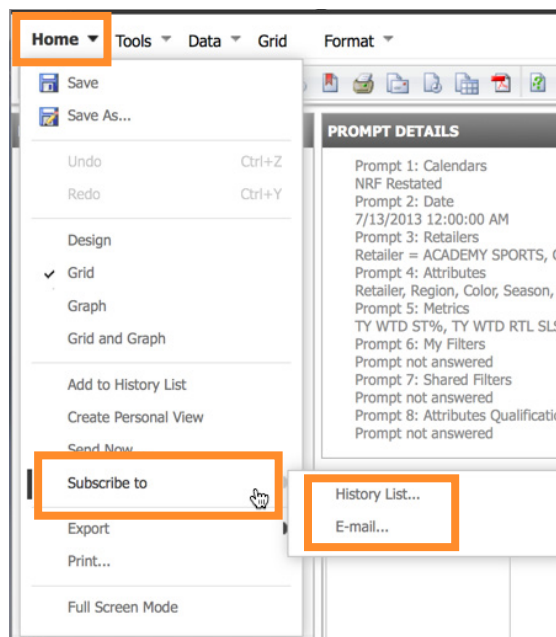 Home Tools Data Grid Format
Save
Save As...
Undo Ctrl+Z
Redo Ctrl+Y
Design
Grid
Graph
Grid and Graph
Add to History List
Create Personal View
Send Now
Subscribe to
Export
Print...
Full Screen Mode
History List...
E-mail...
PROMPT DETAILS
Prompt 1: Calendars
NRF Restated
Prompt 2: Date
7/13/2013 12:00:00 AM
Prompt 3: Retailers
Retailer = ACADEMY SPORTS,
Prompt 4: Attributes
Retailer, Region, Color, Season,
Prompt 5: Metrics
TY WTD ST%, TY WTD RTL SLS
Prompt 6: My Filters
Prompt not answered
Prompt 7: Shared Filters
Prompt not answered
Prompt 8: Attributes Qualificati
Prompt not answered